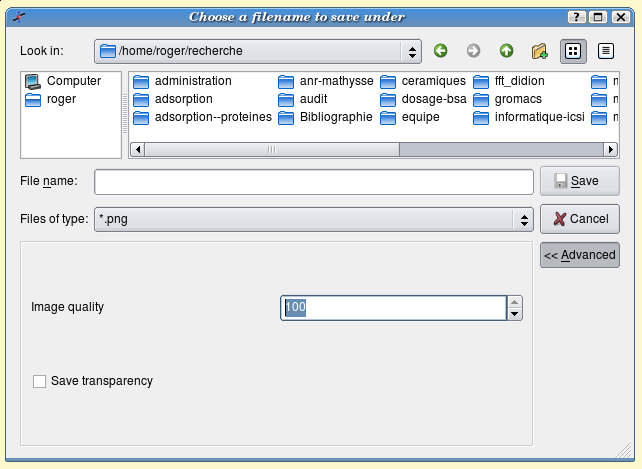 Choose a filename to save under
Look in: /home/roger/recherche
Computer
roger
administration anr-mathysse ceramiques fft_didion
adsorption audit dosage-bsa gromacs
adsorption--proteines Bibliographie equipe informatique-icsi
File name: Save
Files of type: *.png Cancel
<< Advanced
Image quality 100
Save transparency